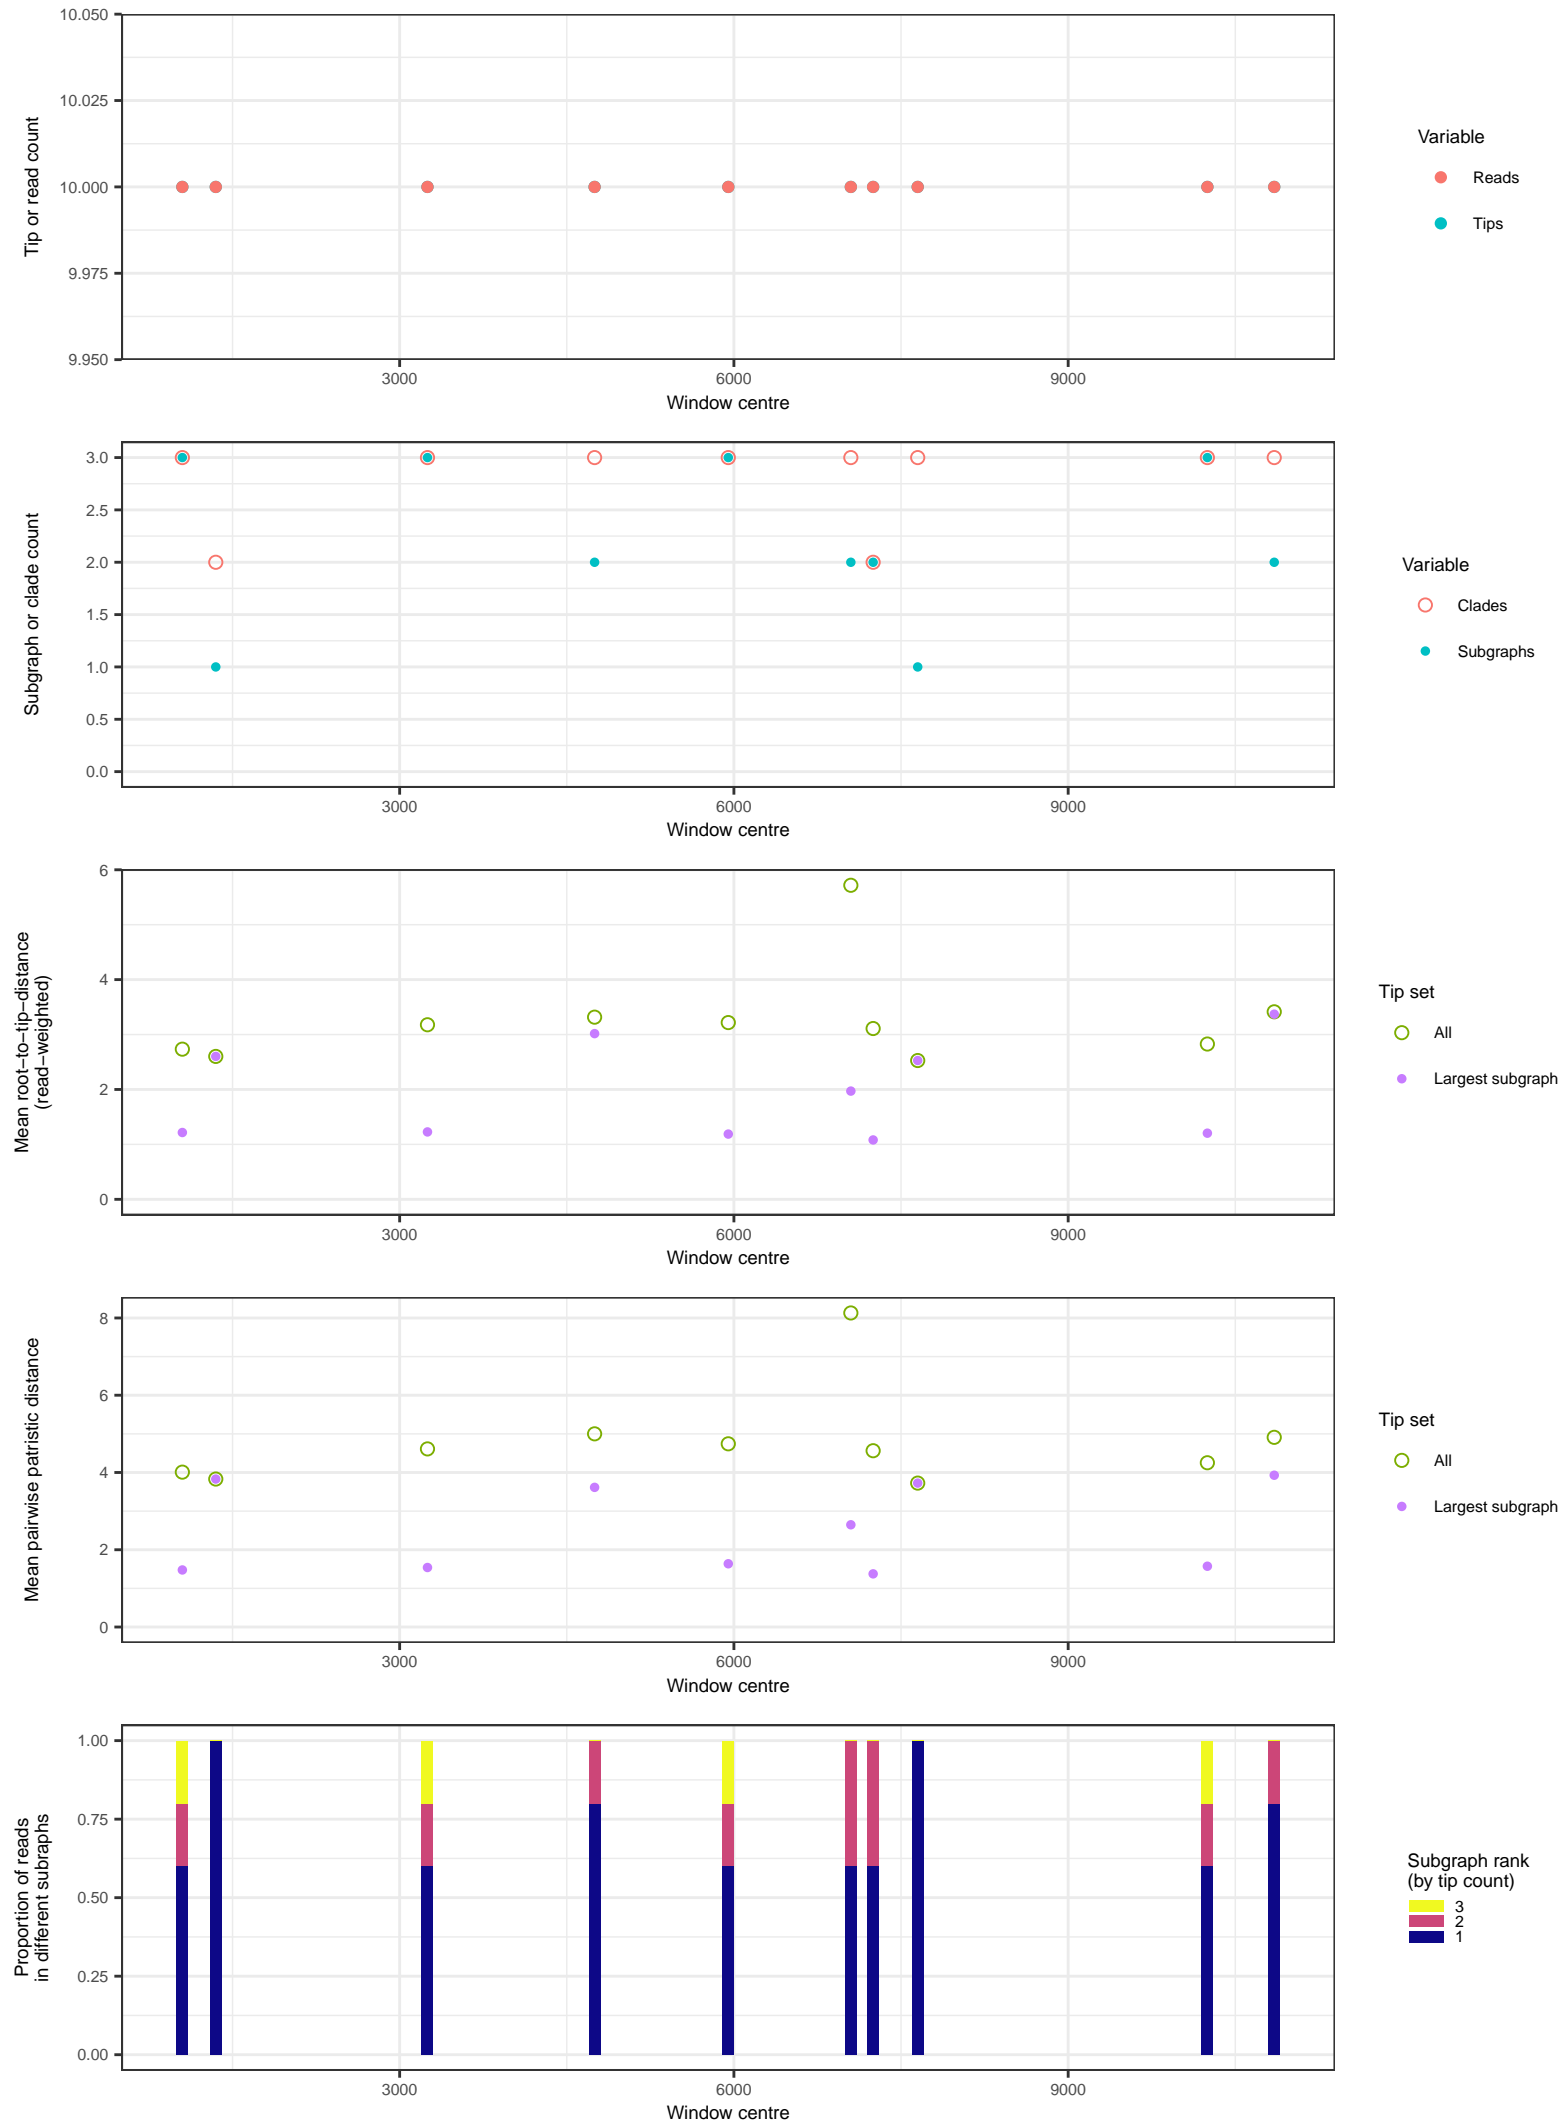 10.050
10.025
10.000
9.975
9.950
Tip or read count
3000 6000 9000
Window centre
Variable
Reads
Tips
3.0
2.5
2.0
1.5
1.0
0.5
0.0
Subgraph or clade count
3000 6000 9000
Window centre
Variable
Clades
Subgraphs
6
4
2
0
Mean root-to-tip-distance
(read-weighted)
3000 6000 9000
Window centre
Tip set
All
Largest subgraph
8
6
4
2
0
Mean pairwise patristic distance
3000 6000 9000
Window centre
Tip set
All
Largest subgraph
1.00
0.75
0.50
0.25
0.00
Proportion of reads
in different subraphs
3000 6000 9000
Window centre
Subgraph rank
(by tip count)
3
2
1